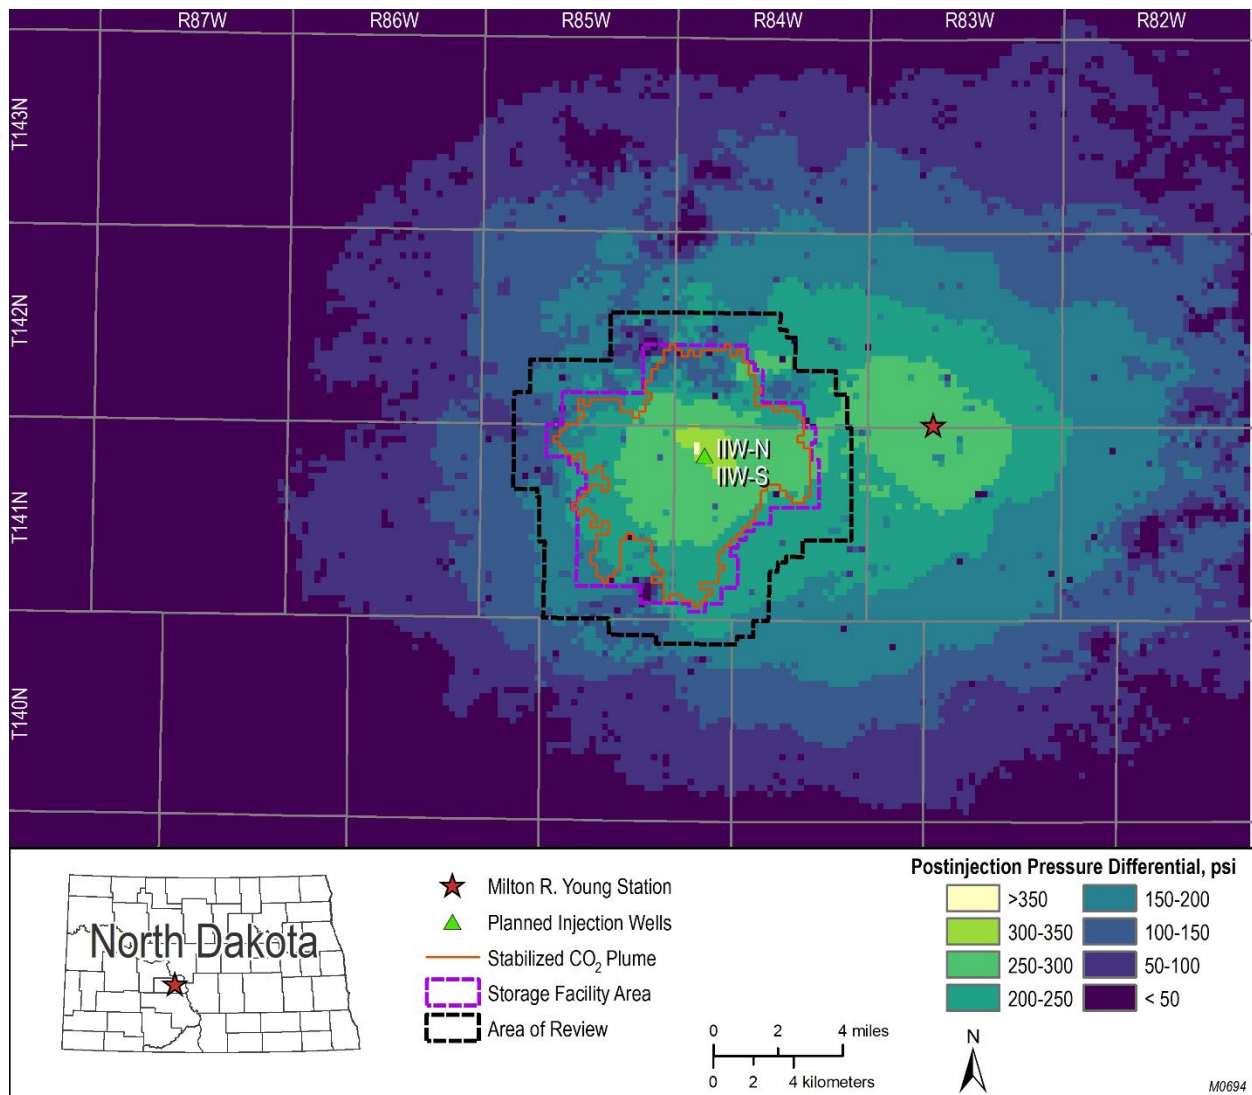 R87W R86W R85W R84W R83W R82W
T143N
T142N
T141N
T140N
IIW-N
IIW-S
North Dakota
Milton R. Young Station
Planned Injection Wells
Stabilized CO₂ Plume
Storage Facility Area
Area of Review
0 2 4 miles
0 2 4 kilometers
N
Postinjection Pressure Differential, psi
>350
300-350
250-300
200-250
150-200
100-150
50-100
< 50
M0694